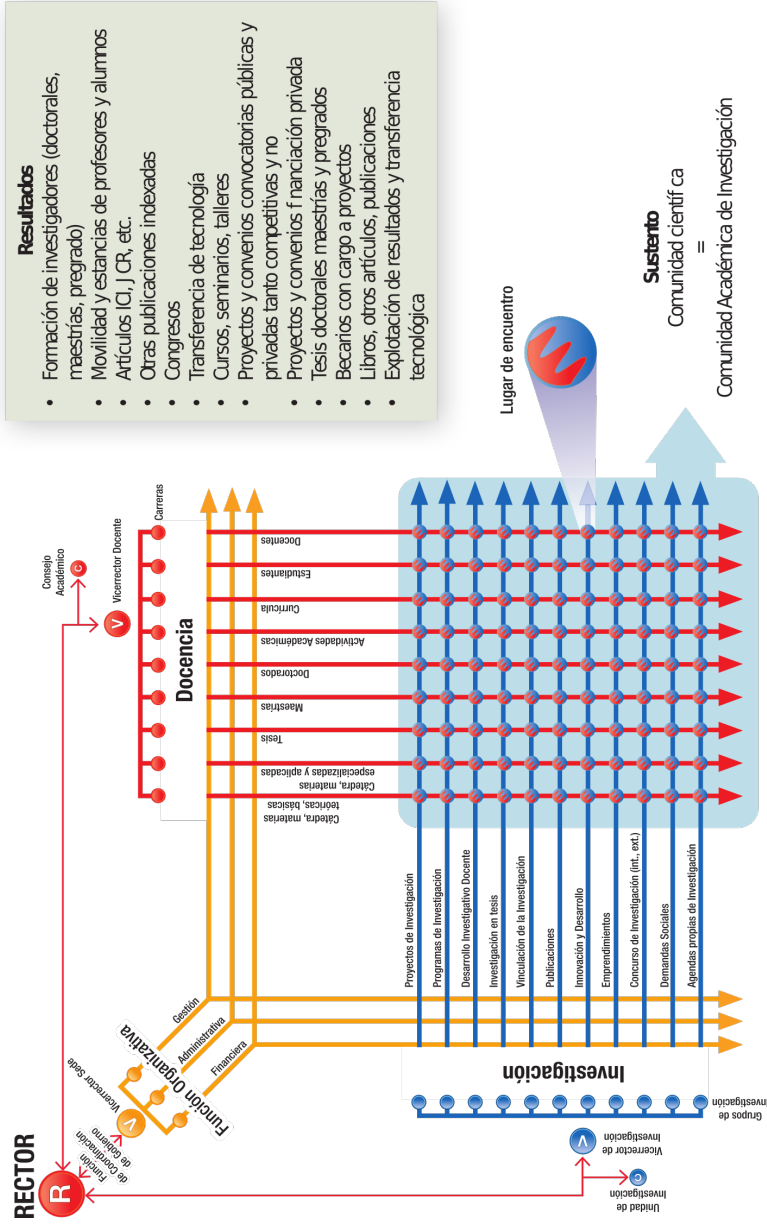 RECTOR
R
Función
de Coordinación
de Gobierno
V
Vicerrector Sede
Función Organizativa
Gestión
Administrativa
Financiera
Consejo
Académico
C
V
Vicerrector Docente
Carreras
Docencia
Cátedra, materias
teóricas, básicas
Cátedra, materias,
especializadas y aplicadas
Tesis
Maestrías
Doctorados
Actividades Académicas
Currícula
Estudiantes
Docentes
Unidad de
Investigación
C
V
Vicerrector de
Investigación
Grupos de
Investigación
Proyectos de Investigación
Programas de Investigación
Desarrollo Investigativo Docente
Investigación en tesis
Vinculación de la Investigación
Publicaciones
Innovación y Desarrollo
Emprendimientos
Concurso de Investigación (int., ext.)
Demandas Sociales
Agendas propias de Investigación
Lugar de encuentro
Resultados
• Formación de investigadores (doctorales,
maestrías, pregrado)
• Movilidad y estancias de profesores y alumnos
• Artículos ICI, J CR, etc.
• Otras publicaciones indexadas
• Congresos
• Transferencia de tecnología
• Cursos, seminarios, talleres
• Proyectos y convenios convocatorias públicas y
privadas tanto competitivas y no
• Proyectos y convenios f nanciación privada
• Tesis doctorales maestrías y pregrados
• Becarios con cargo a proyectos
• Libros, otros artículos, publicaciones
• Explotación de resultados y transferencia
tecnológica
Sustento
Comunidad científ ca
=
Comunidad Académica de Investigación